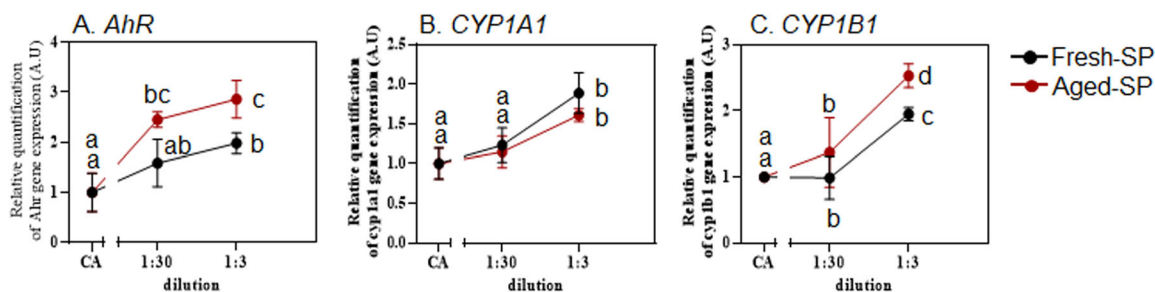 A. AhR
Relative quantification
of Ahr gene expression (A.U)
4
3
2
1
0
a
a
bc
ab
c
b
CA
1:30
1:3
dilution
B. CYP1A1
Relative quantification
of cyp1a1 gene expression (A.U)
2.5
2.0
1.5
1.0
0.5
0.0
a
a
a
a
b
b
CA
1:30
1:3
dilution
C. CYP1B1
Relative quantification
of cyp1b1 gene expression (A.U)
3
2
1
0
a
a
b
b
d
c
CA
1:30
1:3
dilution
Fresh-SP
Aged-SP